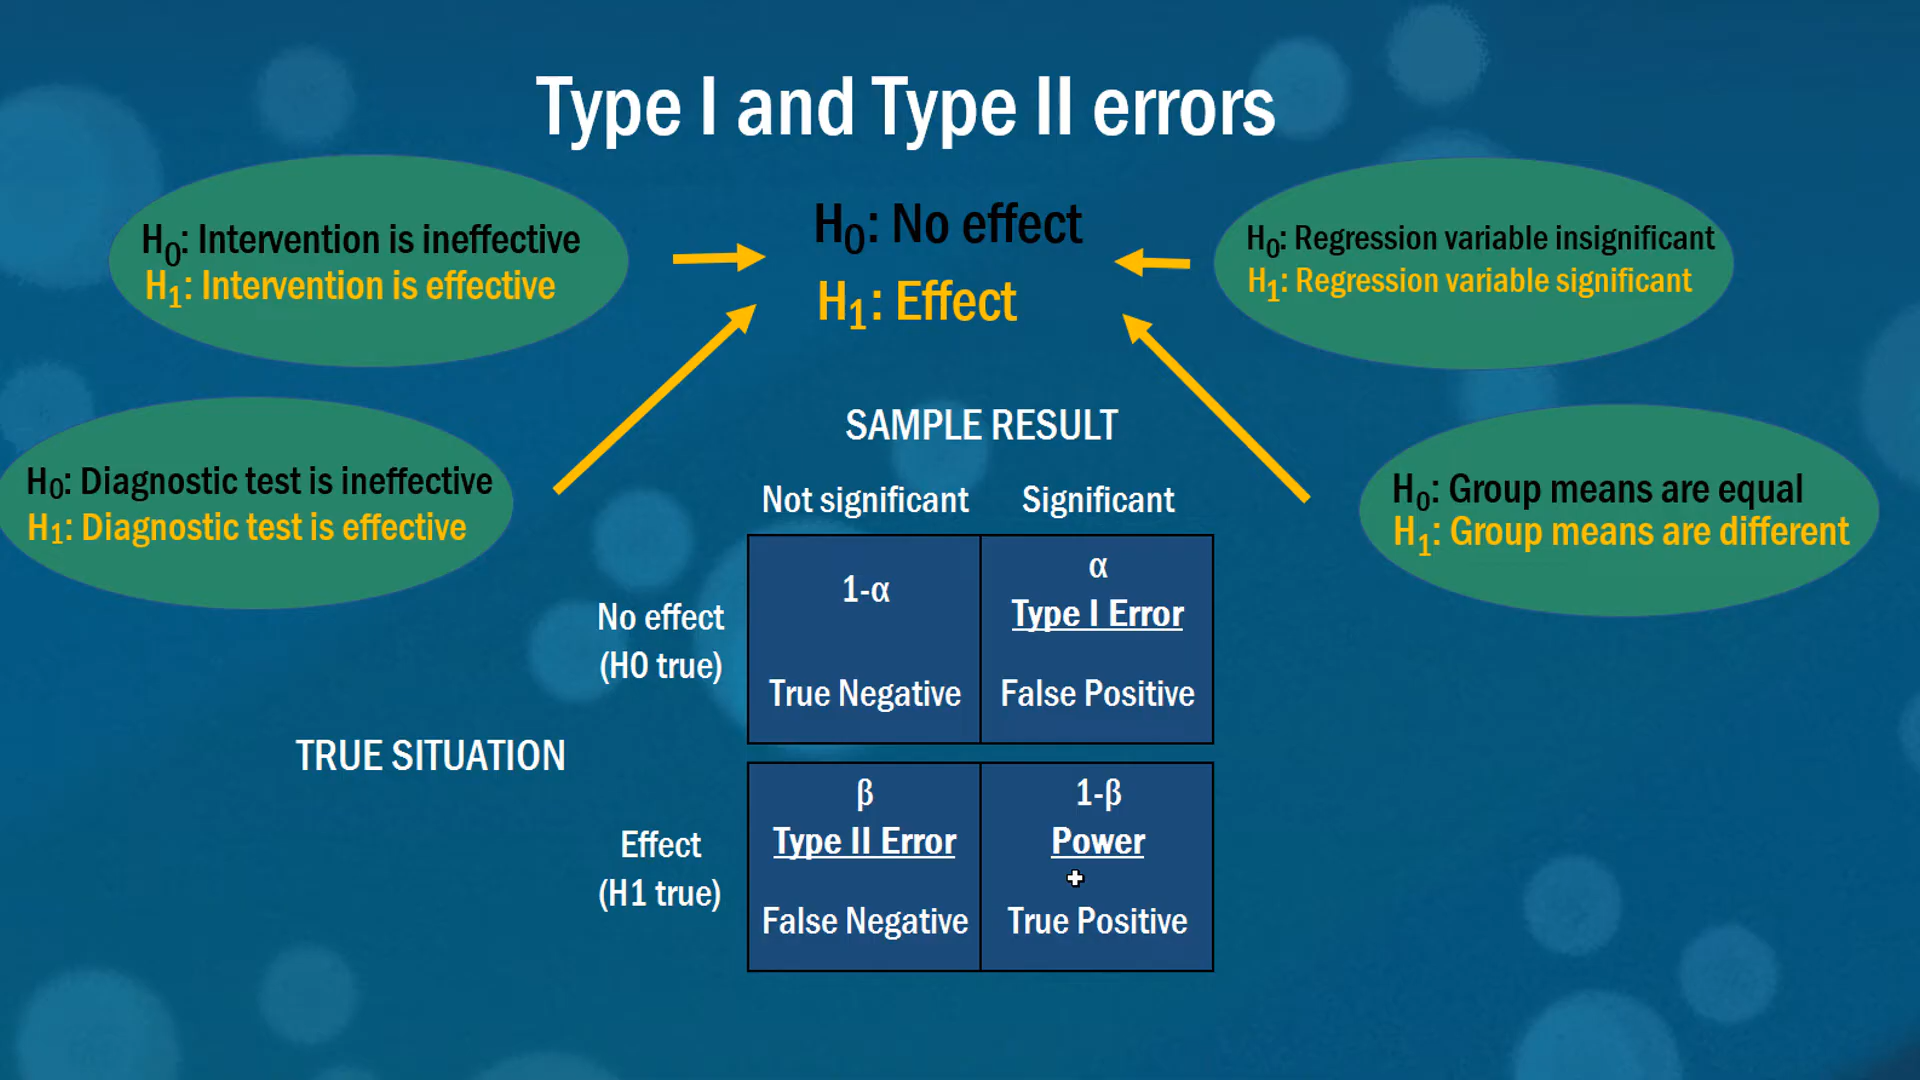 Type I and Type II errors
H₀: Intervention is ineffective
H₁: Intervention is effective
H₀: No effect
H₁: Effect
H₀: Regression variable insignificant
H₁: Regression variable significant
H₀: Diagnostic test is ineffective
H₁: Diagnostic test is effective
H₀: Group means are equal
H₁: Group means are different
SAMPLE RESULT
Not significant
Significant
TRUE SITUATION
No effect
(H0 true)
1-α
True Negative
α
Type I Error
False Positive
Effect
(H1 true)
β
Type II Error
False Negative
1-β
Power
True Positive